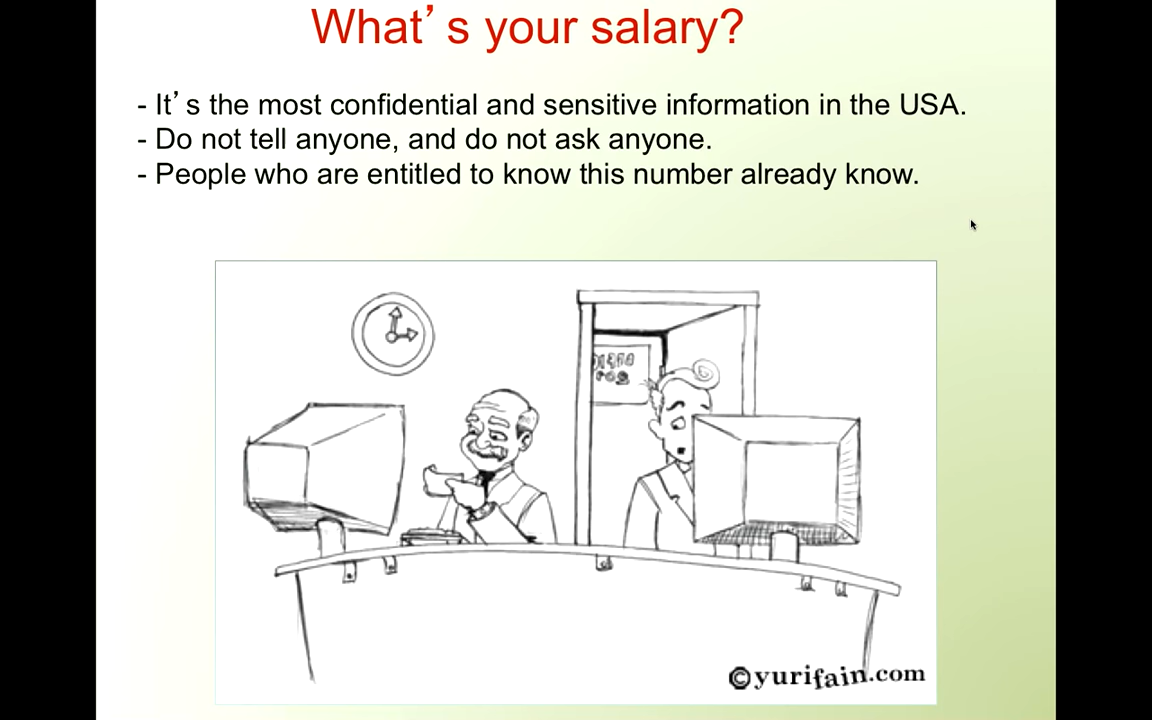 What’s your salary?
- It’s the most confidential and sensitive information in the USA.
- Do not tell anyone, and do not ask anyone.
- People who are entitled to know this number already know.
©yurifain.com